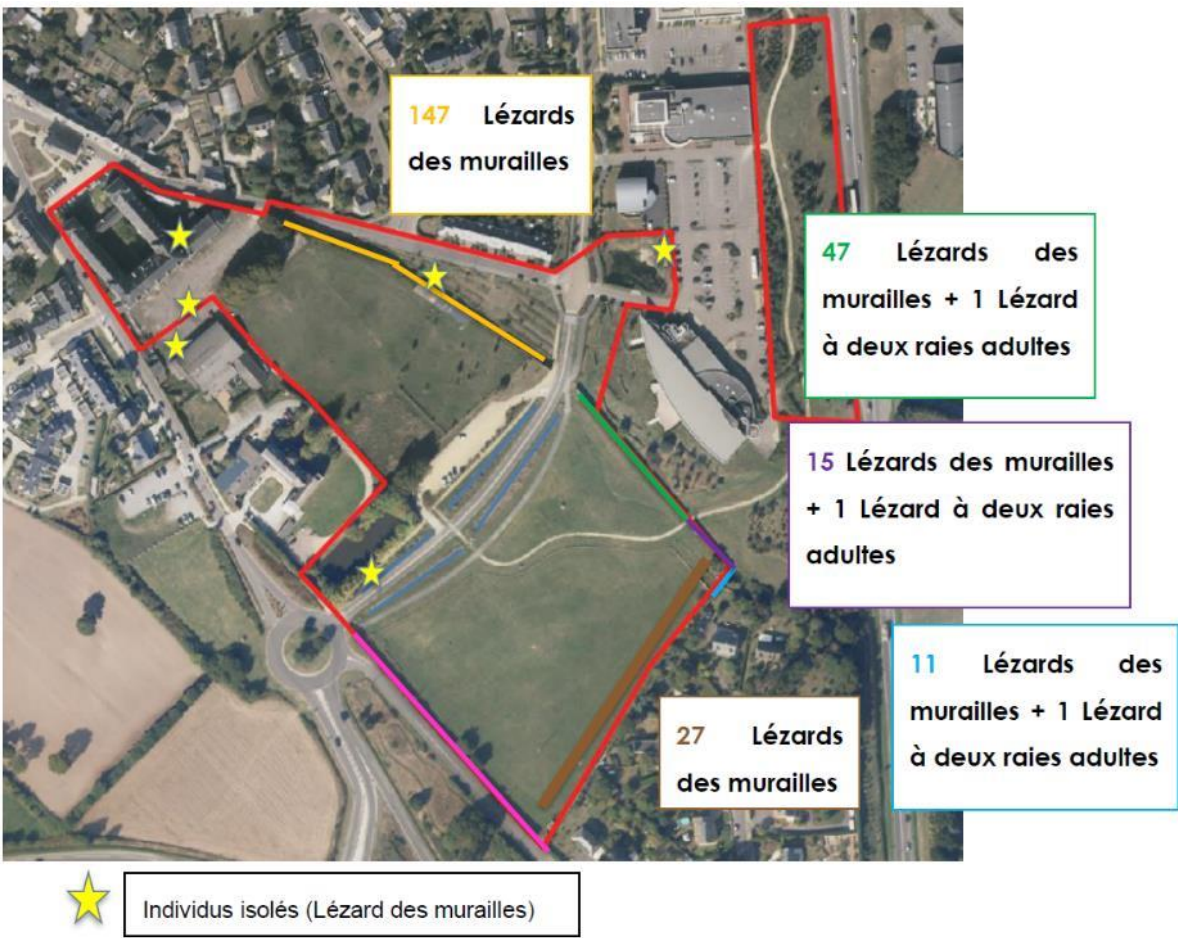 147 Lézards
des murailles
47 Lézards des
murailles + 1 Lézard
à deux raies adultes
15 Lézards des murailles
+ 1 Lézard à deux raies
adultes
11 Lézards des
murailles + 1 Lézard
à deux raies adultes
27 Lézards
des murailles
Individus isolés (Lézard des murailles)